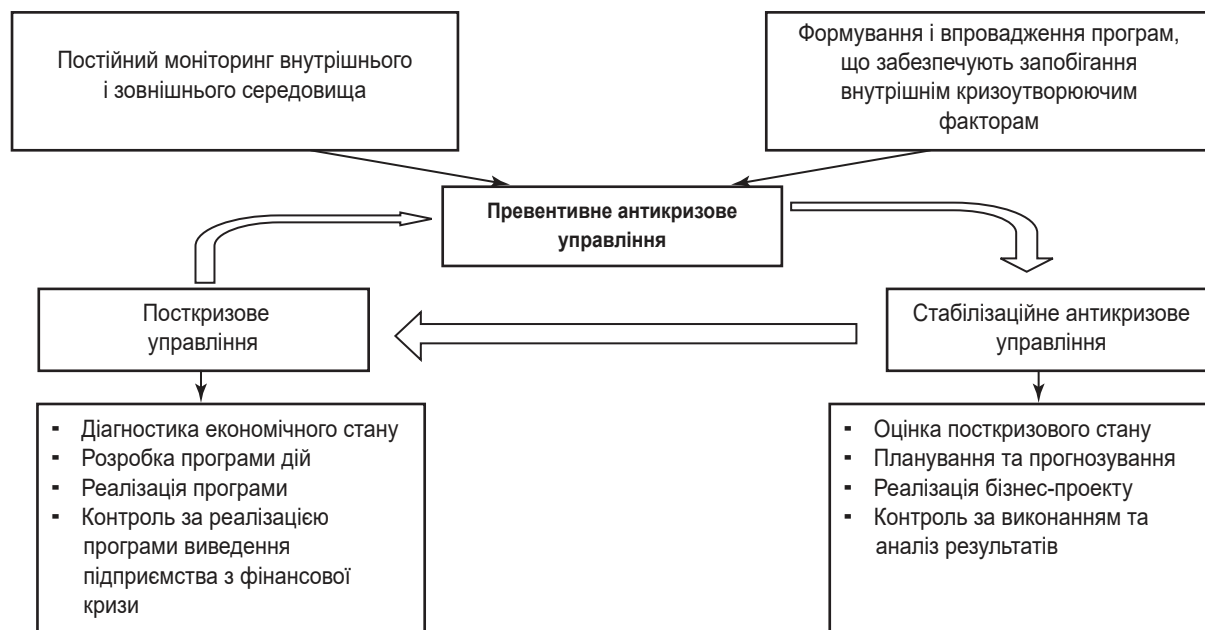 Постійний моніторинг внутрішнього
і зовнішнього середовища
Формування і впровадження програм,
що забезпечують запобігання
внутрішнім кризоутворюючим
факторам
Превентивне антикризове
управління
Посткризове
управління
Стабілізаційне антикризове
управління
- Діагностика економічного стану
- Розробка програми дій
- Реалізація програми
- Контроль за реалізацією
програми виведення
підприємства з фінансової
кризи
- Оцінка посткризового стану
- Планування та прогнозування
- Реалізація бізнес-проекту
- Контроль за виконанням та
аналіз результатів